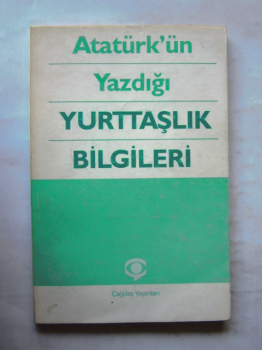 Atatürk'ün
Yazdığı
YURTTAŞLIK
BİLGİLERİ
Çağdaş Yayınları